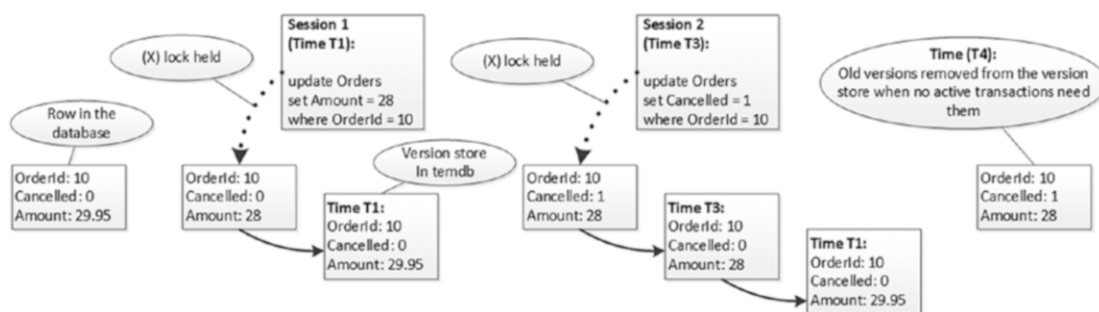 Row in the
database
OrderId: 10
Cancelled: 0
Amount: 29.95
(X) lock held
Session 1
(Time T1):
update Orders
set Amount = 28
where OrderId = 10
OrderId: 10
Cancelled: 0
Amount: 28
Version store
In temdb
Time T1:
OrderId: 10
Cancelled: 0
Amount: 29.95
(X) lock held
Session 2
(Time T3):
update Orders
set Cancelled = 1
where OrderId = 10
OrderId: 10
Cancelled: 1
Amount: 28
Time T3:
OrderId: 10
Cancelled: 0
Amount: 28
Time T1:
OrderId: 10
Cancelled: 0
Amount: 29.95
Time (T4):
Old versions removed from the version
store when no active transactions need
them
OrderId: 10
Cancelled: 1
Amount: 28